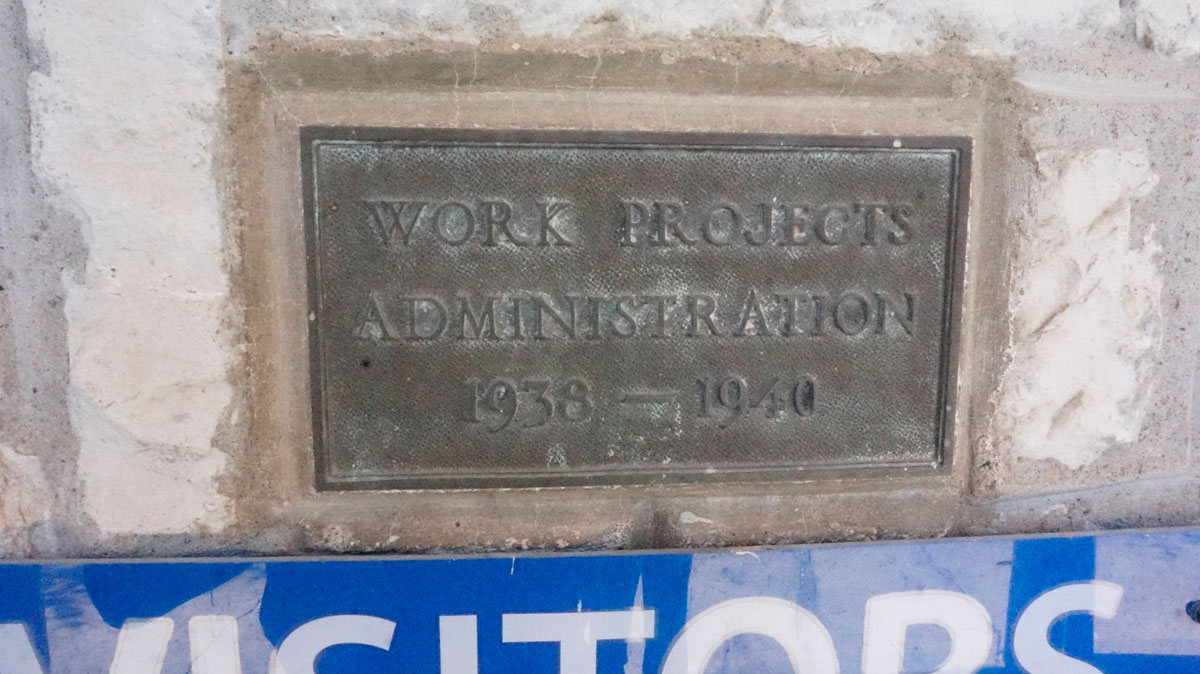 WORK PROJECTS
ADMINISTRATION
1938 — 1940
VISITORS